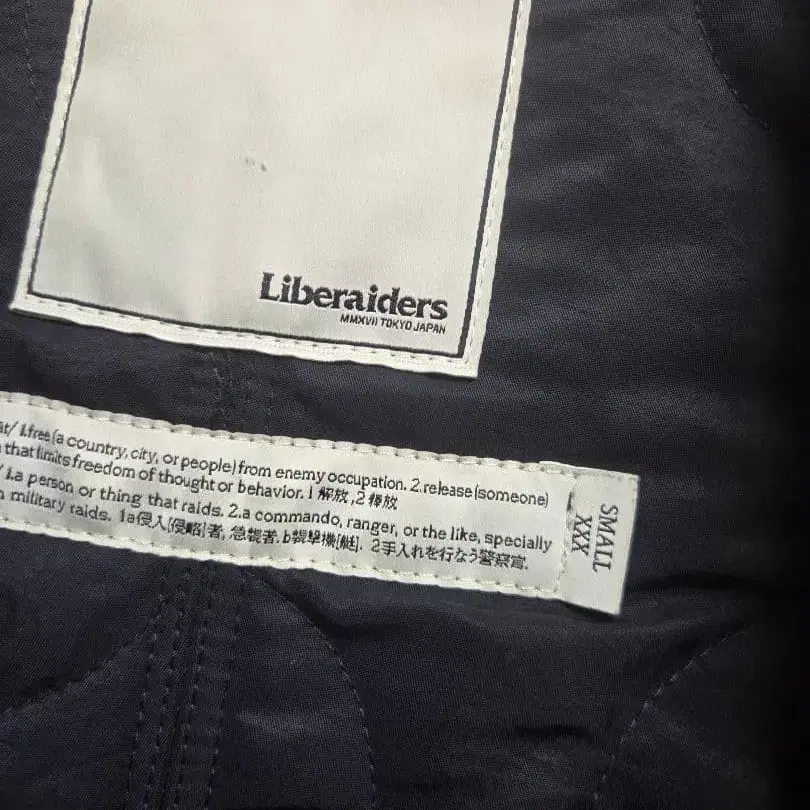 Liberaiders
MMXVII TOKYO JAPAN
/ 1.free (a country, city, or people) from enemy occupation. 2.release (someone)
that limits freedom of thought or behavior. 1 解放, 2 釈放
/ 1.a person or thing that raids. 2.a commando, ranger, or the like, specially
military raids. 1a侵入[侵略]者, 急襲者. b襲撃機[艇]. 2手入れを行なう警察官.
SMALL
XXX